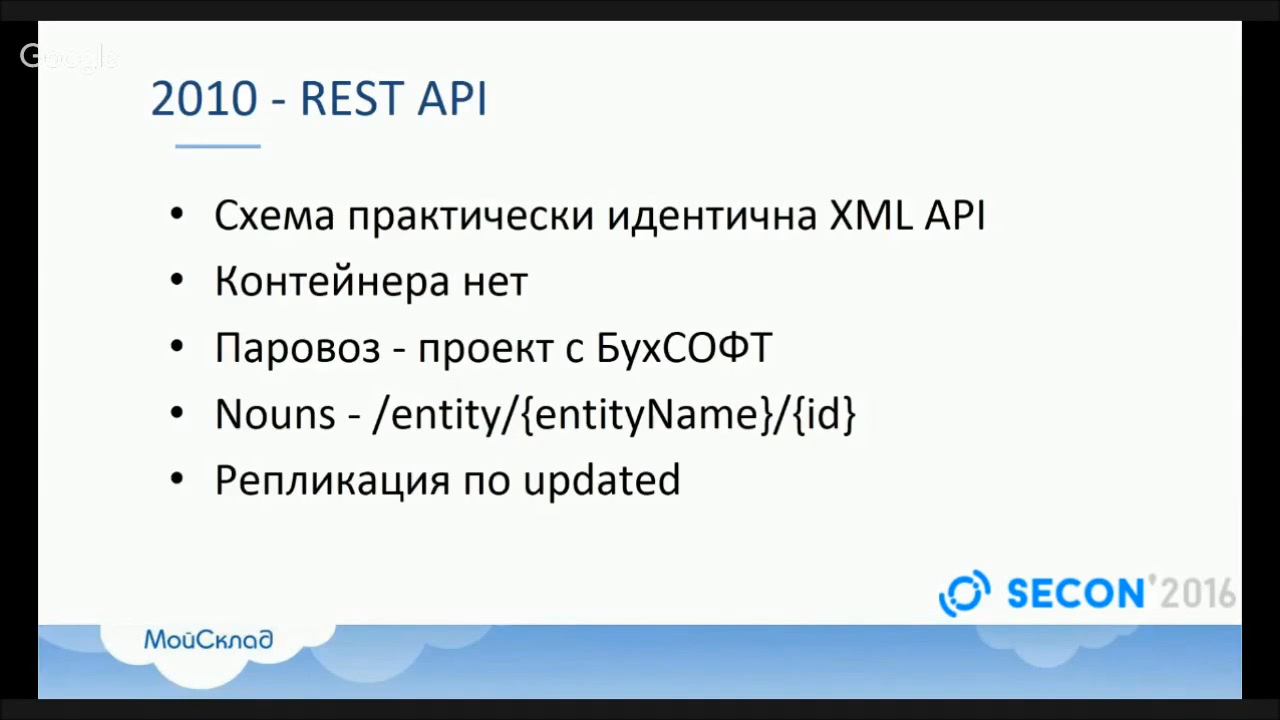 Google
2010 - REST API
• Схема практически идентична XML API
• Контейнера нет
• Паровоз - проект с БухСОФТ
• Nouns - /entity/{entityName}/{id}
• Репликация по updated
SECON'2016
МойСклад